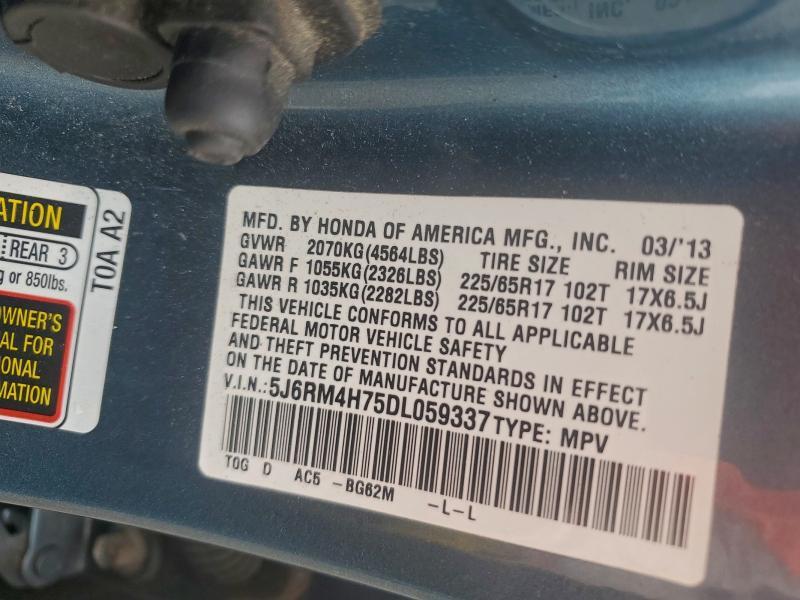 MFD. BY HONDA OF AMERICA MFG., INC. 03/'13
GVWR 2070KG(4564LBS) TIRE SIZE RIM SIZE
GAWR F 1055KG(2326LBS) 225/65R17 102T 17X6.5J
GAWR R 1035KG(2282LBS) 225/65R17 102T 17X6.5J
THIS VEHICLE CONFORMS TO ALL APPLICABLE
FEDERAL MOTOR VEHICLE SAFETY
AND THEFT PREVENTION STANDARDS IN EFFECT
ON THE DATE OF MANUFACTURE SHOWN ABOVE.
V.I.N.: 5J6RM4H75DL059337 TYPE: MPV
TOG D AC5 -BG62M -L-L
ATION
REAR 3
g or 850lbs.
OWNER'S
AL FOR
IONAL
MATION
TOA A2
INC.